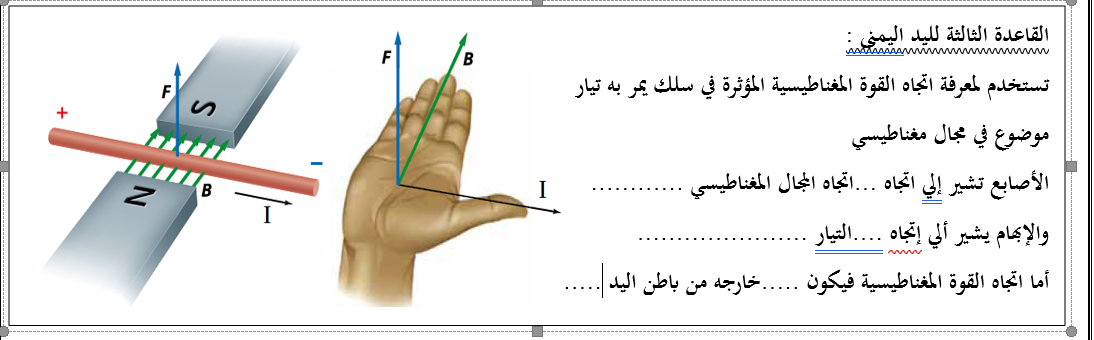 القاعدة الثالثة لليد اليمنى :
تستخدم لمعرفة اتجاه القوة المغناطيسية المؤثرة في سلك يمر به تيار
موضوع في مجال مغناطيسي
الأصابع تشير إلي اتجاه ...اتجاه المجال المغناطيسي ............
والإبهام يشير ألي إتجاه ....التيار ......................
أما اتجاه القوة المغناطيسية فيكون .....خارجه من باطن اليد .....
F
S
+
−
N
B
I
F
B
I